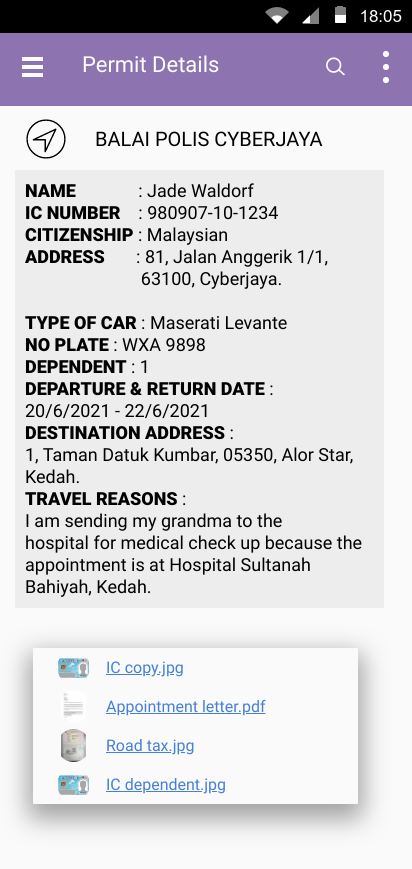 18:05
Permit Details
BALAI POLIS CYBERJAYA
NAME : Jade Waldorf
IC NUMBER : 980907-10-1234
CITIZENSHIP : Malaysian
ADDRESS : 81, Jalan Anggerik 1/1,
63100, Cyberjaya.
TYPE OF CAR : Maserati Levante
NO PLATE : WXA 9898
DEPENDENT : 1
DEPARTURE & RETURN DATE :
20/6/2021 - 22/6/2021
DESTINATION ADDRESS :
1, Taman Datuk Kumbar, 05350, Alor Star,
Kedah.
TRAVEL REASONS :
I am sending my grandma to the
hospital for medical check up because the
appointment is at Hospital Sultanah
Bahiyah, Kedah.
IC copy.jpg
Appointment letter.pdf
Road tax.jpg
IC dependent.jpg